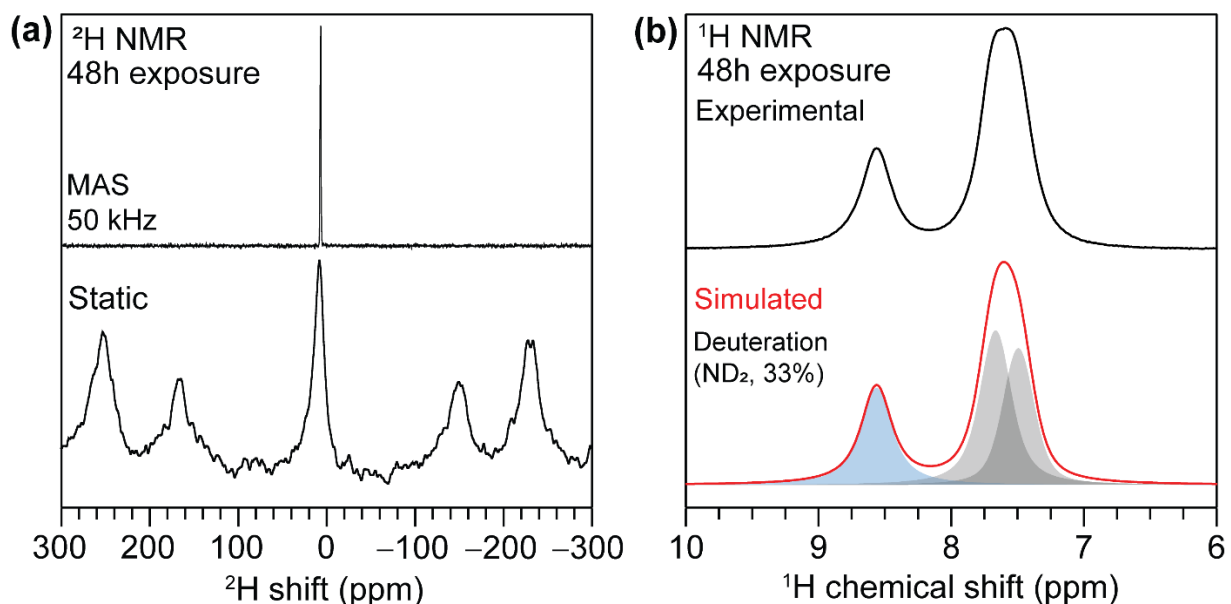 (a)
²H NMR
48h exposure
MAS
50 kHz
Static
300 200 100 0 −100 −200 −300
²H shift (ppm)
(b)
¹H NMR
48h exposure
Experimental
Simulated
Deuteration
(ND₂, 33%)
10 9 8 7 6
¹H chemical shift (ppm)